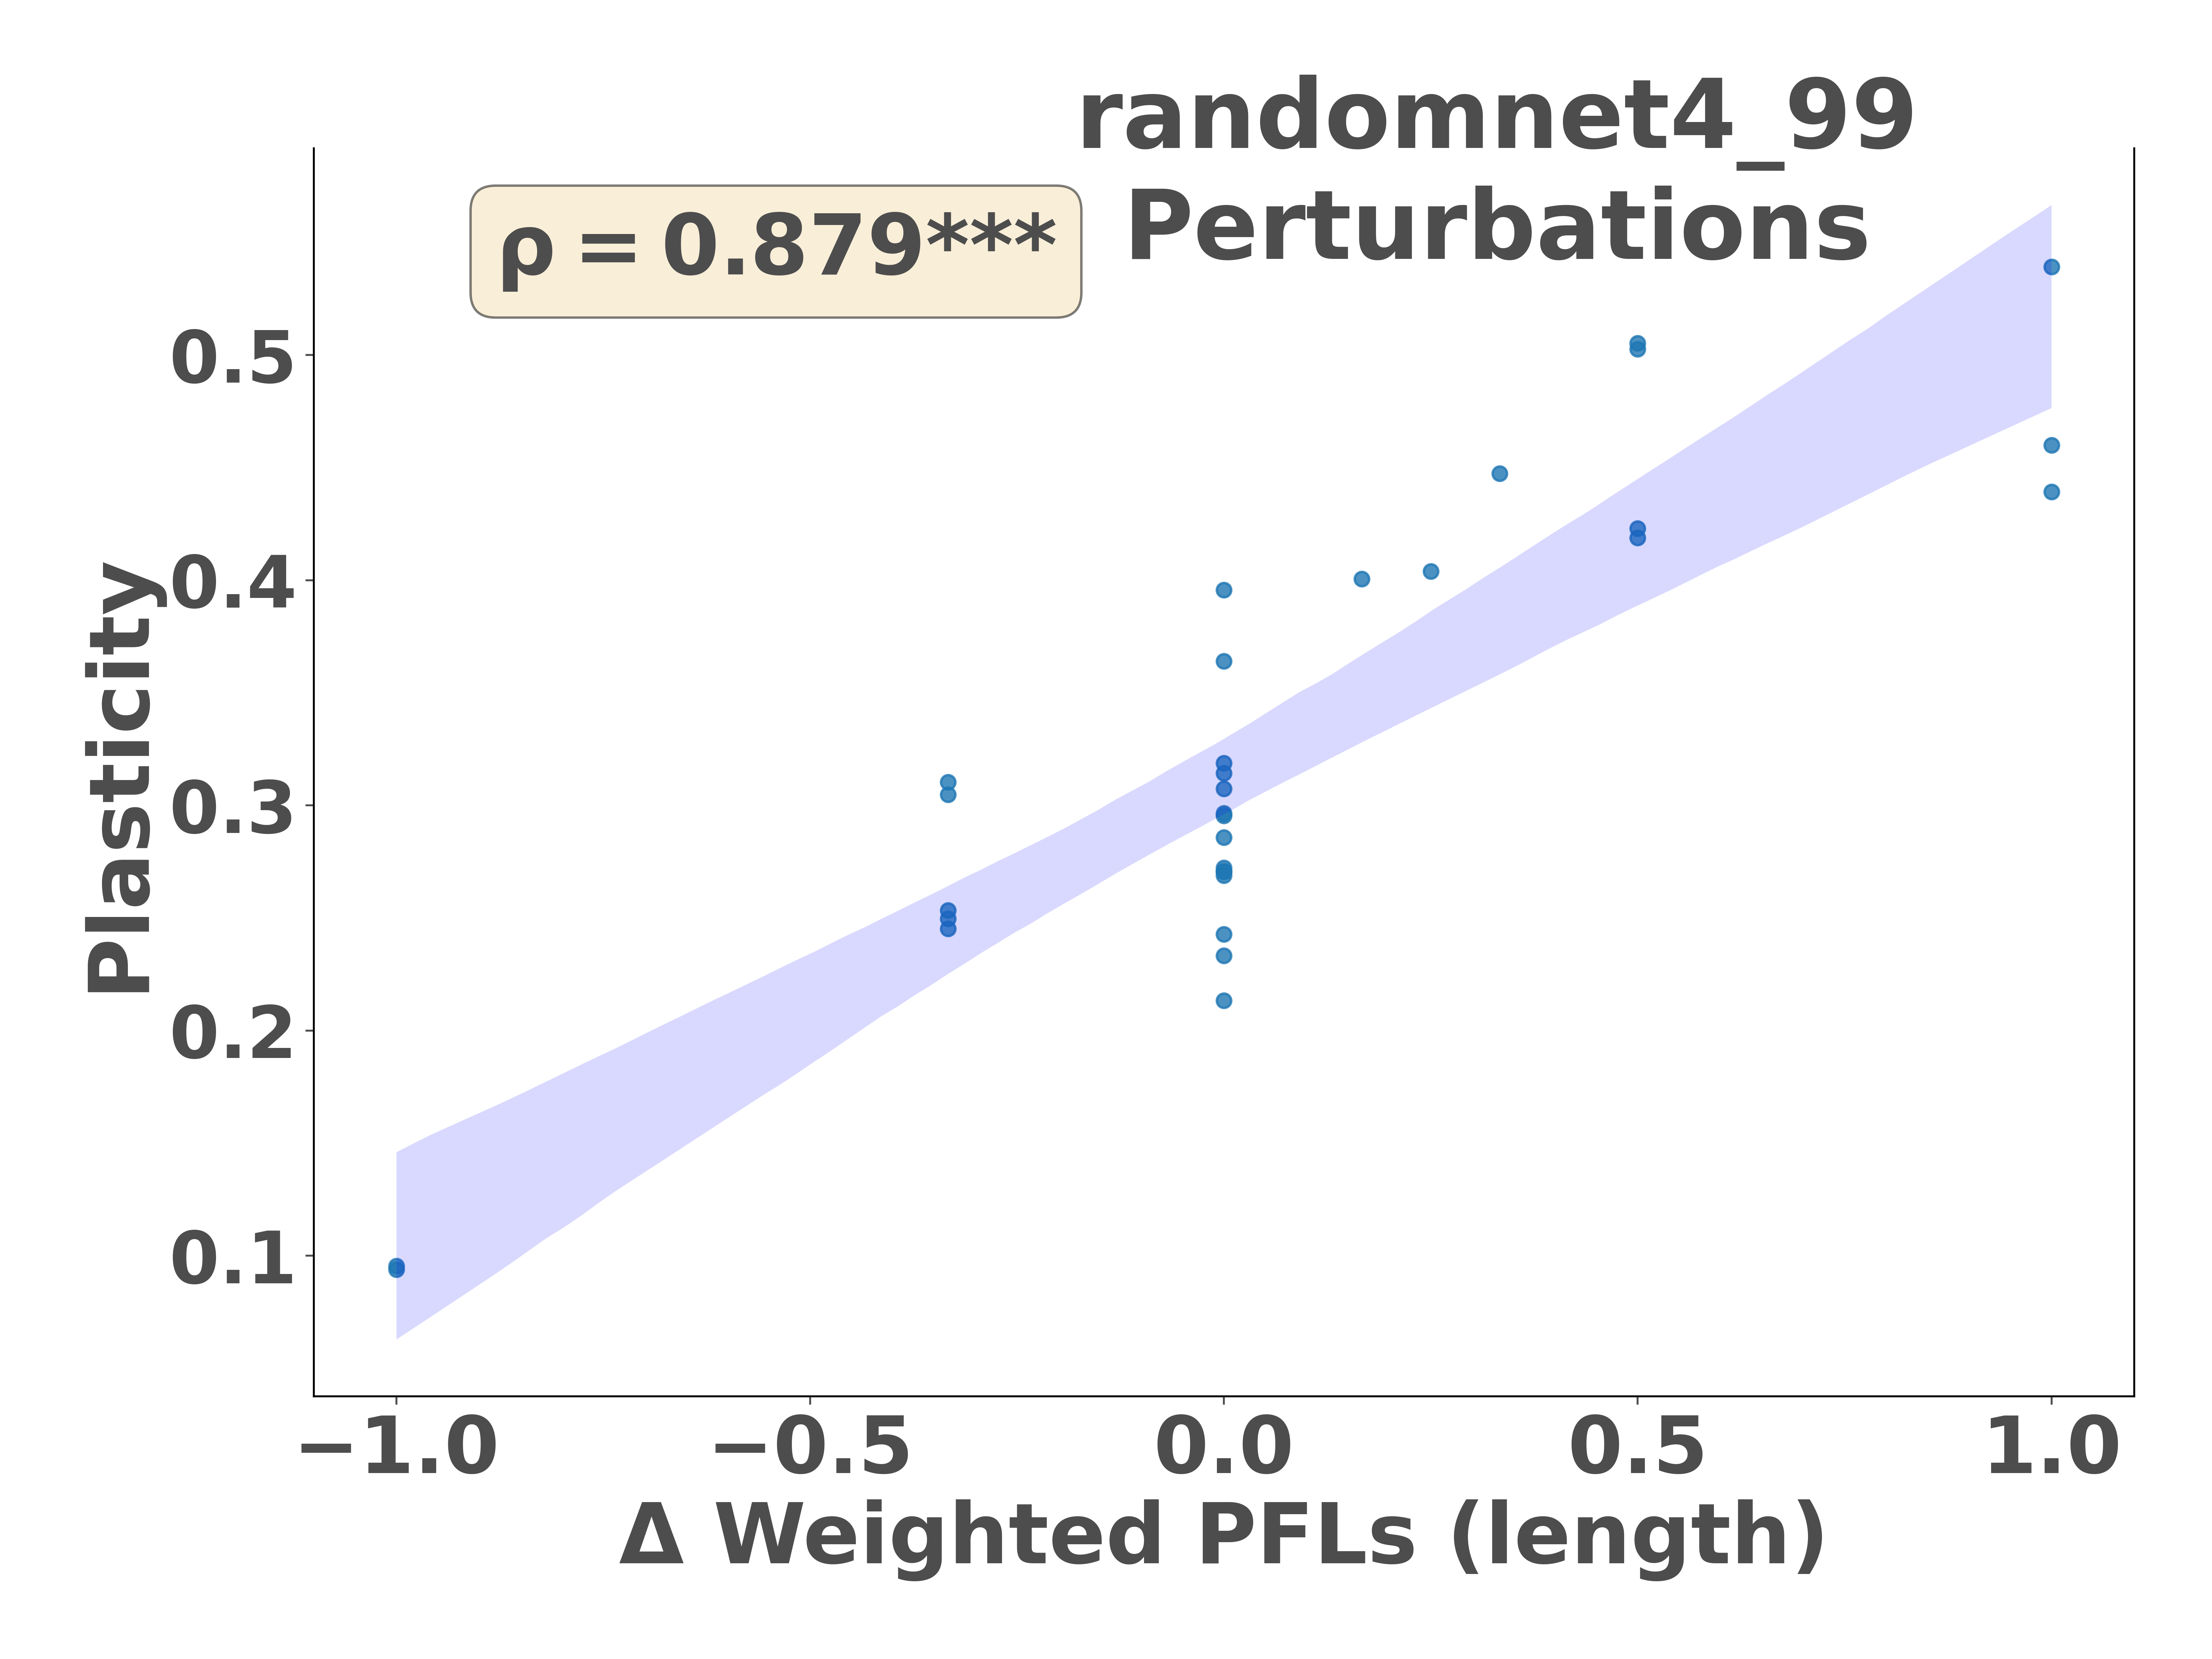 randomnet4_99
Perturbations
ρ = 0.879***
Plasticity
0.5
0.4
0.3
0.2
0.1
−1.0
−0.5
0.0
0.5
1.0
Δ Weighted PFLs (length)